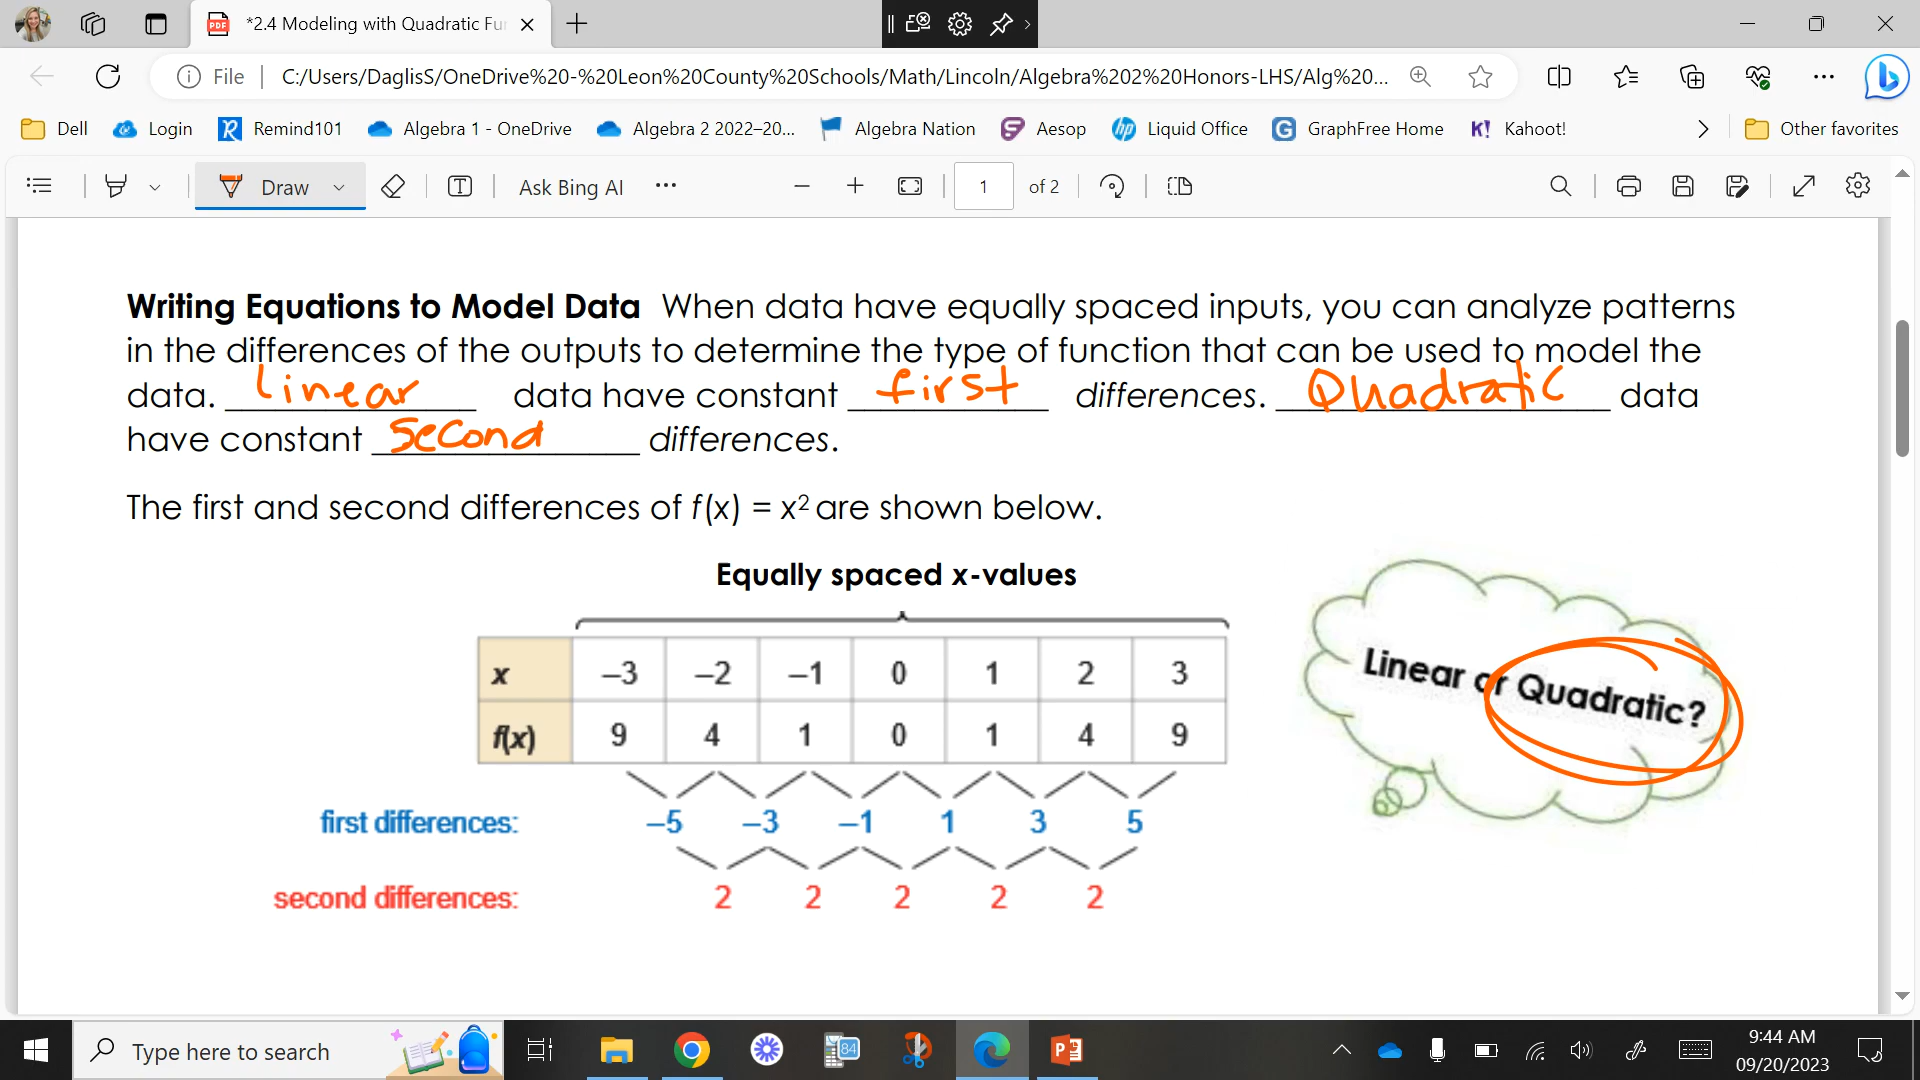 *2.4 Modeling with Quadratic Fu
File
C:/Users/DaglisS/OneDrive%20-%20Leon%20County%20Schools/Math/Lincoln/Algebra%202%20Honors-LHS/Alg%20...
Dell Login Remind101 Algebra 1 - OneDrive Algebra 2 2022–20... Algebra Nation Aesop Liquid Office GraphFree Home Kahoot! Other favorites
Draw Ask Bing AI 1 of 2
Writing Equations to Model Data When data have equally spaced inputs, you can analyze patterns
in the differences of the outputs to determine the type of function that can be used to model the
data. linear data have constant first differences. Quadratic data
have constant second differences.
The first and second differences of f(x) = x² are shown below.
Equally spaced x-values
x –3 –2 –1 0 1 2 3
f(x) 9 4 1 0 1 4 9
first differences: –5 –3 –1 1 3 5
second differences: 2 2 2 2 2
Linear or Quadratic?
Type here to search
84
9:44 AM
09/20/2023